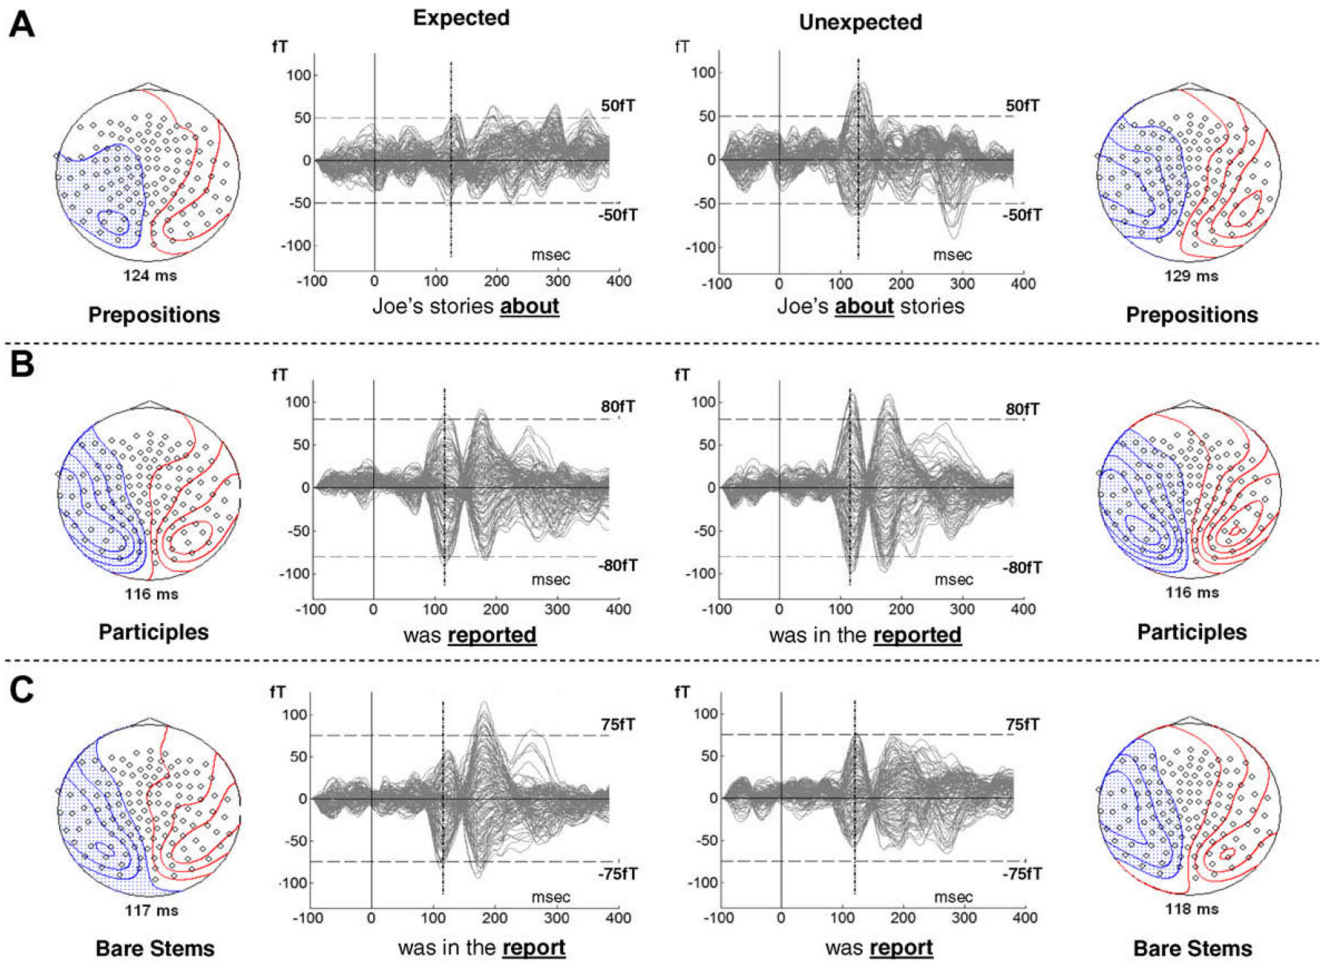 A
Expected
Unexpected
fT
100
50
0
-50
-100
50fT
-50fT
msec
-100 0 100 200 300 400
Joe's stories about
124 ms
Prepositions
fT
100
50
0
-50
-100
50fT
-50fT
msec
-100 0 100 200 300 400
Joe's about stories
129 ms
Prepositions
B
fT
100
50
0
-50
-100
80fT
-80fT
msec
-100 0 100 200 300 400
was reported
116 ms
Participles
fT
100
50
0
-50
-100
80fT
-80fT
msec
-100 0 100 200 300 400
was in the reported
116 ms
Participles
C
fT
100
50
0
-50
-100
75fT
-75fT
msec
-100 0 100 200 300 400
was in the report
117 ms
Bare Stems
fT
100
50
0
-50
-100
75fT
-75fT
msec
-100 0 100 200 300 400
was report
118 ms
Bare Stems